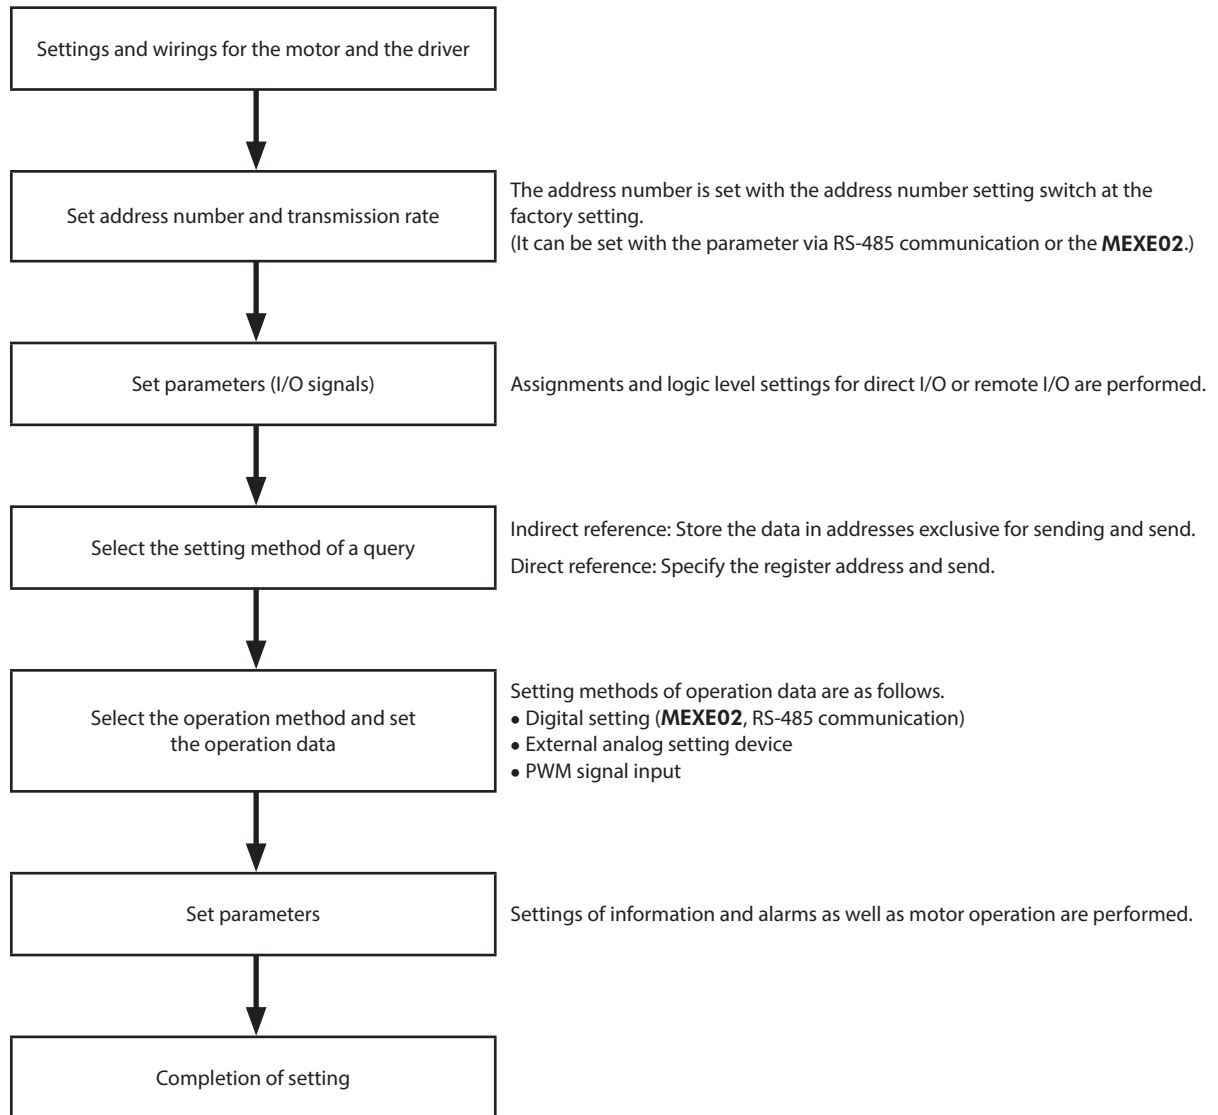 Settings and wirings for the motor and the driver
Set address number and transmission rate
The address number is set with the address number setting switch at the
factory setting.
(It can be set with the parameter via RS-485 communication or the MEXE02.)
Set parameters (I/O signals)
Assignments and logic level settings for direct I/O or remote I/O are performed.
Select the setting method of a query
Indirect reference: Store the data in addresses exclusive for sending and send.
Direct reference: Specify the register address and send.
Select the operation method and set
the operation data
Setting methods of operation data are as follows.
• Digital setting (MEXE02, RS-485 communication)
• External analog setting device
• PWM signal input
Set parameters
Settings of information and alarms as well as motor operation are performed.
Completion of setting